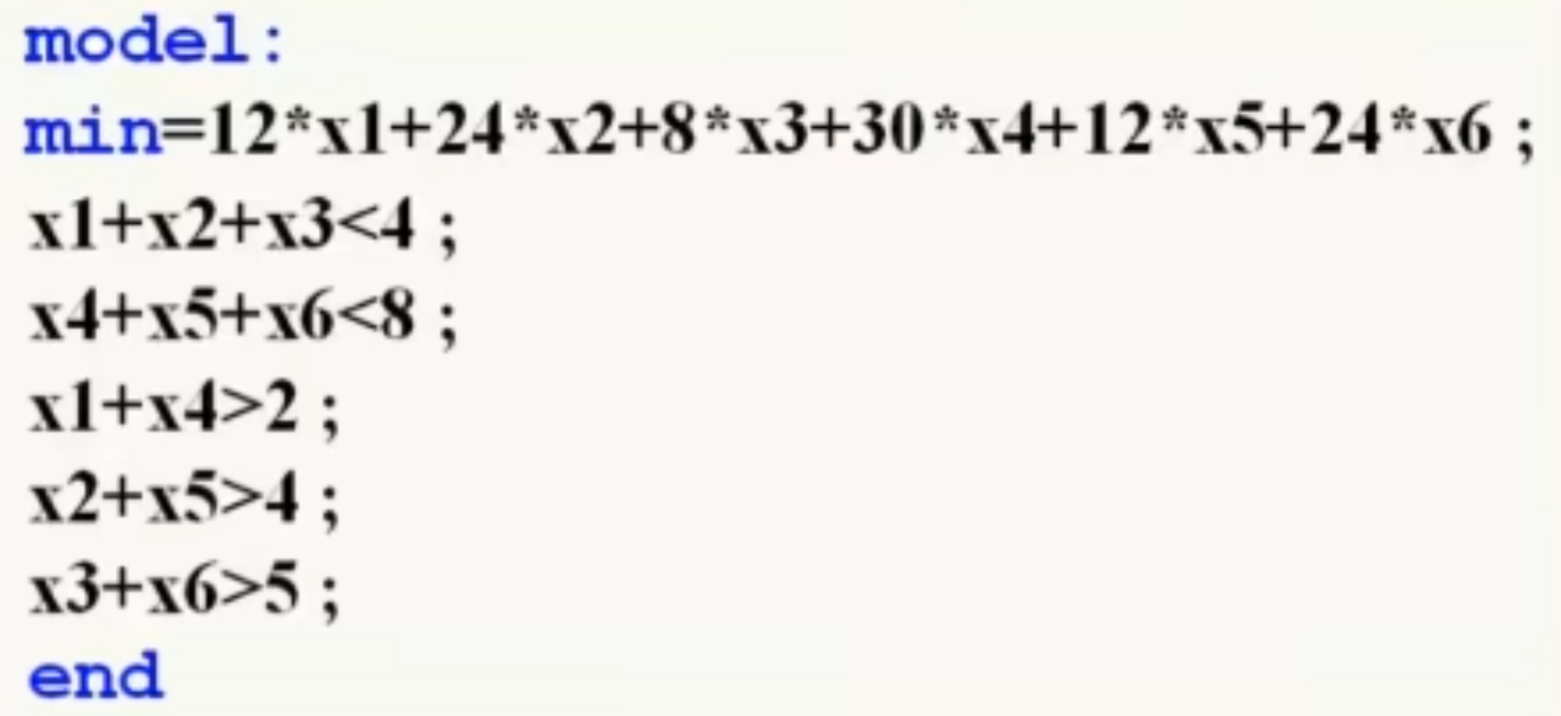 model:
min=12*x1+24*x2+8*x3+30*x4+12*x5+24*x6 ;
x1+x2+x3<4 ;
x4+x5+x6<8 ;
x1+x4>2 ;
x2+x5>4 ;
x3+x6>5 ;
end